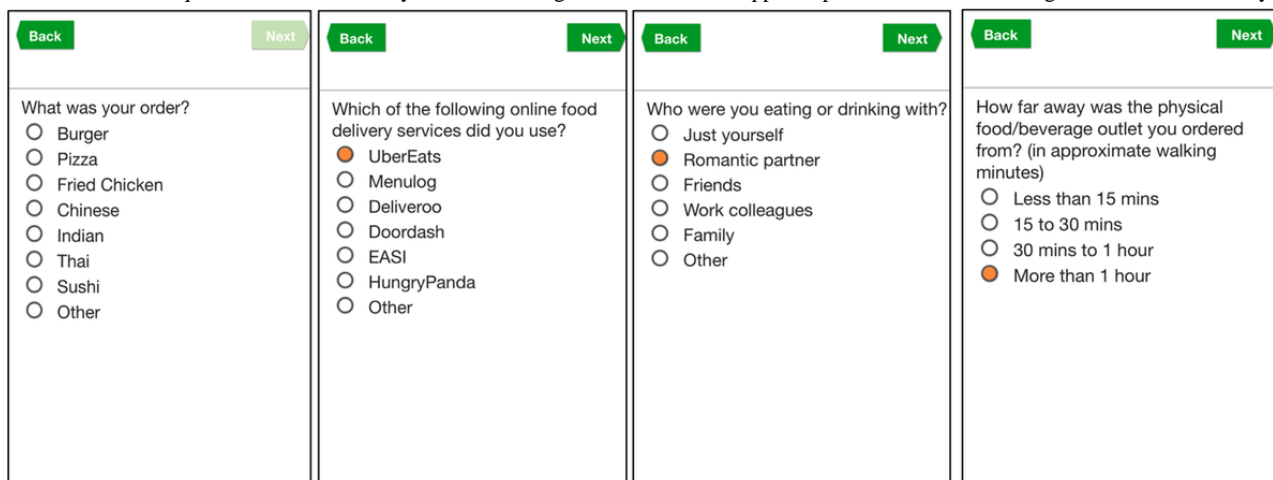 Back
Next
What was your order?
Burger
Pizza
Fried Chicken
Chinese
Indian
Thai
Sushi
Other
Back
Next
Which of the following online food
delivery services did you use?
UberEats
Menulog
Deliveroo
Doordash
EASI
HungryPanda
Other
Back
Next
Who were you eating or drinking with?
Just yourself
Romantic partner
Friends
Work colleagues
Family
Other
Back
Next
How far away was the physical
food/beverage outlet you ordered
from? (in approximate walking
minutes)
Less than 15 mins
15 to 30 mins
30 mins to 1 hour
More than 1 hour